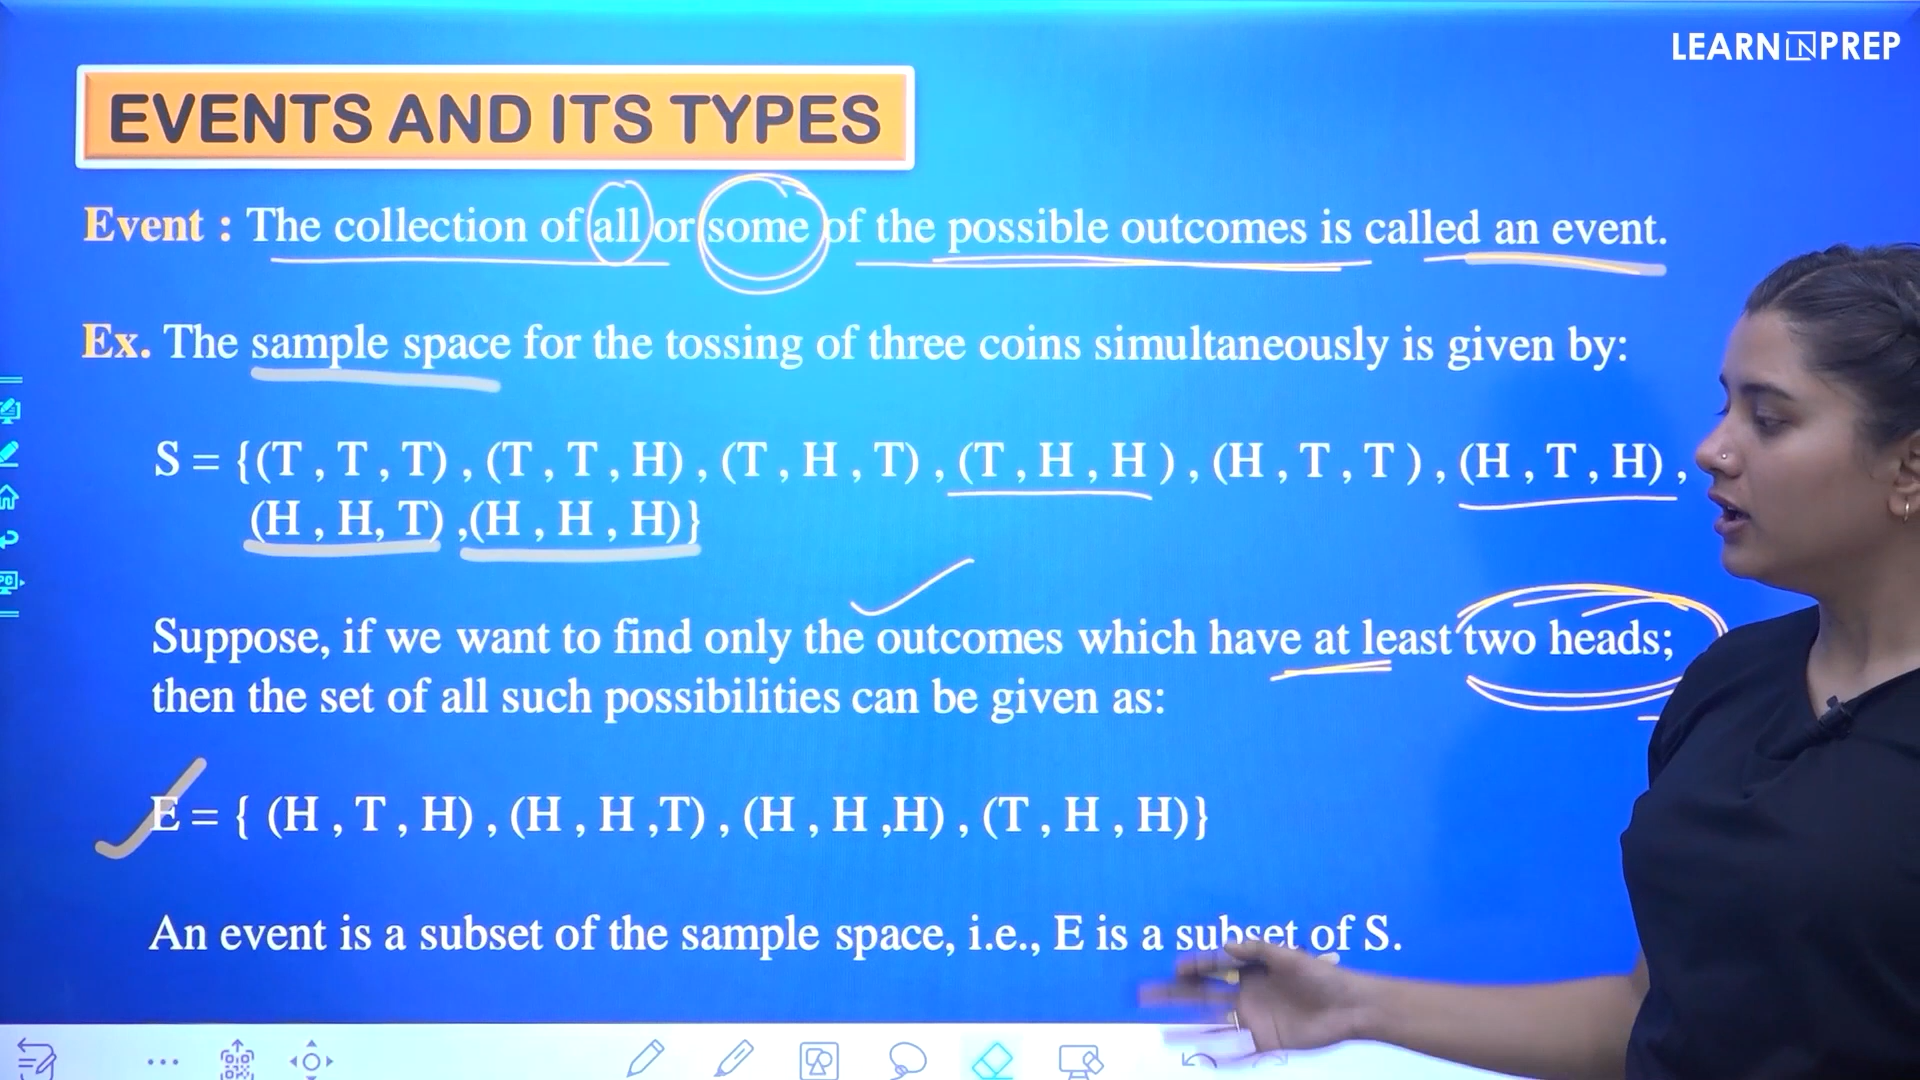 LEARN IN PREP
EVENTS AND ITS TYPES
Event : The collection of all or some of the possible outcomes is called an event.
Ex. The sample space for the tossing of three coins simultaneously is given by:
S = {(T , T , T) , (T , T , H) , (T , H , T) , (T , H , H ) , (H , T , T ) , (H , T , H) ,
(H , H, T) ,(H , H , H)}
Suppose, if we want to find only the outcomes which have at least two heads;
then the set of all such possibilities can be given as:
E = { (H , T , H) , (H , H ,T) , (H , H ,H) , (T , H , H)}
An event is a subset of the sample space, i.e., E is a subset of S.